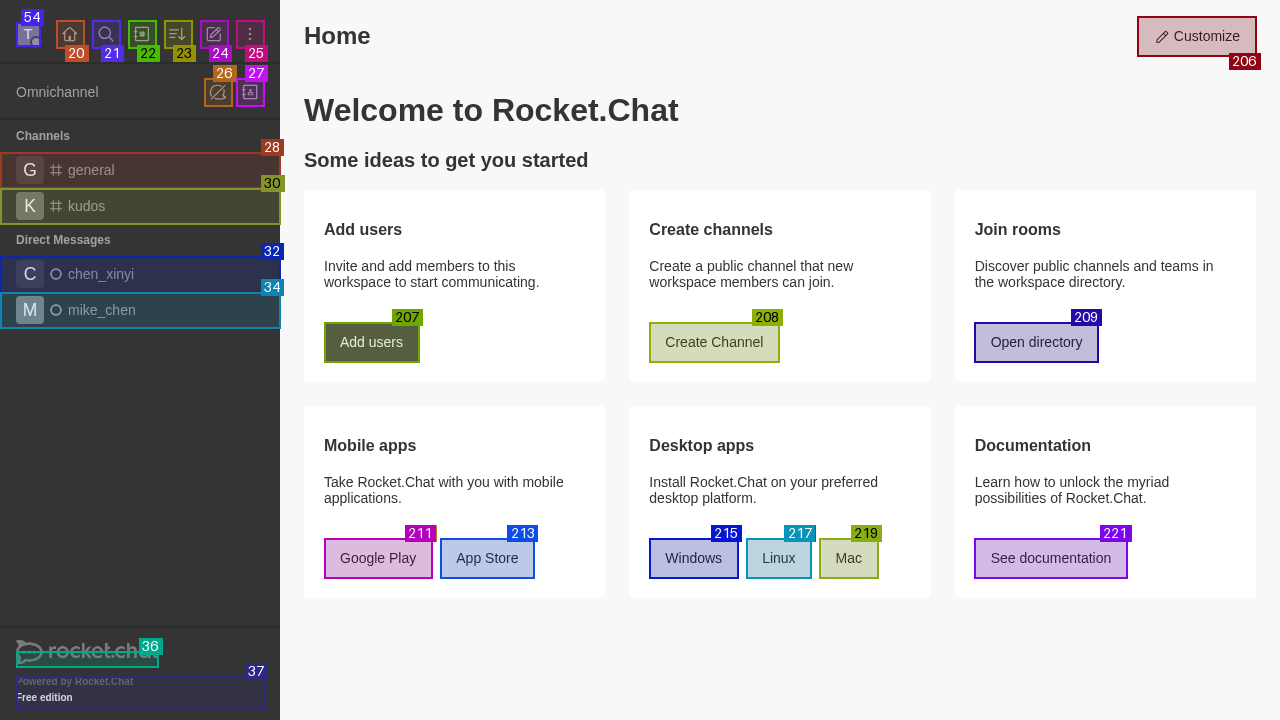 54
T
20
21
22
23
24
25
Omnichannel
26
27
Channels
28
G general
30
K kudos
Direct Messages
32
C chen_xinyi
34
M mike_chen
36
rocket.chat
37
Powered by Rocket.Chat
Free edition
Home
Customize
206
Welcome to Rocket.Chat
Some ideas to get you started
Add users
Invite and add members to this
workspace to start communicating.
207
Add users
Create channels
Create a public channel that new
workspace members can join.
208
Create Channel
Join rooms
Discover public channels and teams in
the workspace directory.
209
Open directory
Mobile apps
Take Rocket.Chat with you with mobile
applications.
211
Google Play
213
App Store
Desktop apps
Install Rocket.Chat on your preferred
desktop platform.
215
Windows
217
Linux
219
Mac
Documentation
Learn how to unlock the myriad
possibilities of Rocket.Chat.
221
See documentation